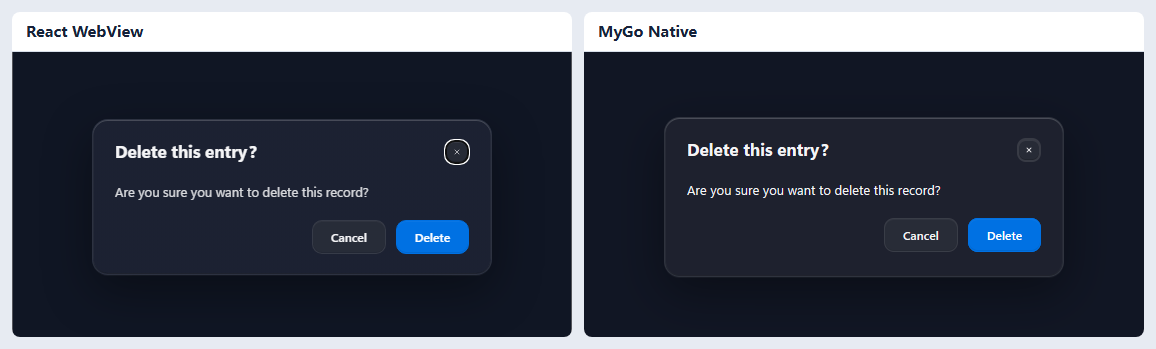 React WebView
Delete this entry?
×
Are you sure you want to delete this record?
Cancel
Delete
MyGo Native
Delete this entry?
×
Are you sure you want to delete this record?
Cancel
Delete